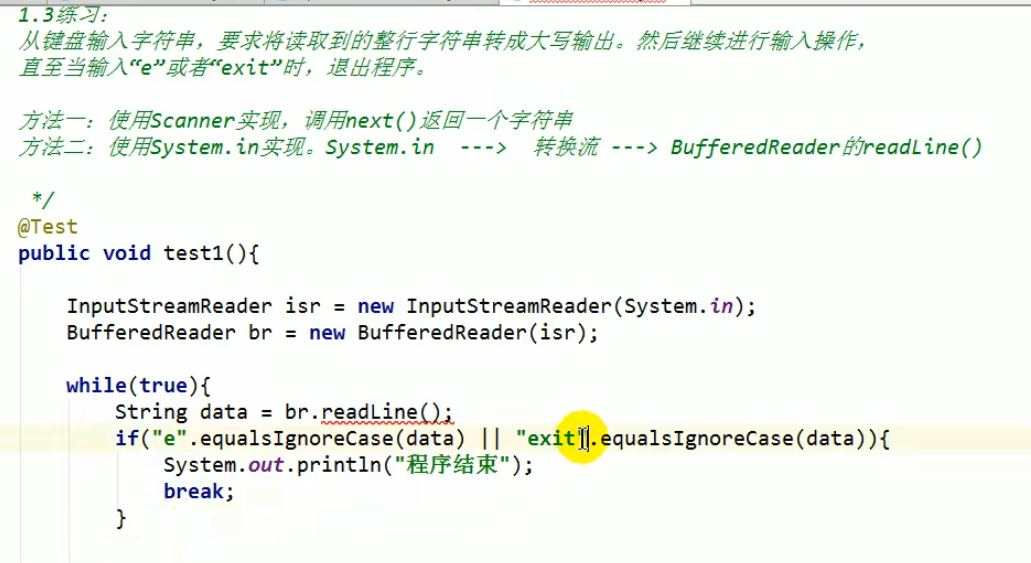 1.3练习：
从键盘输入字符串，要求将读取到的整行字符串转成大写输出。然后继续进行输入操作，
直至当输入“e”或者“exit”时，退出程序。
方法一：使用Scanner实现，调用next()返回一个字符串
方法二：使用System.in实现。System.in  --->  转换流 ---> BufferedReader的readLine()
*/
@Test
public void test1(){
InputStreamReader isr = new InputStreamReader(System.in);
BufferedReader br = new BufferedReader(isr);
while(true){
String data = br.readLine();
if("e".equalsIgnoreCase(data) || "exit".equalsIgnoreCase(data)){
System.out.println("程序结束");
break;
}